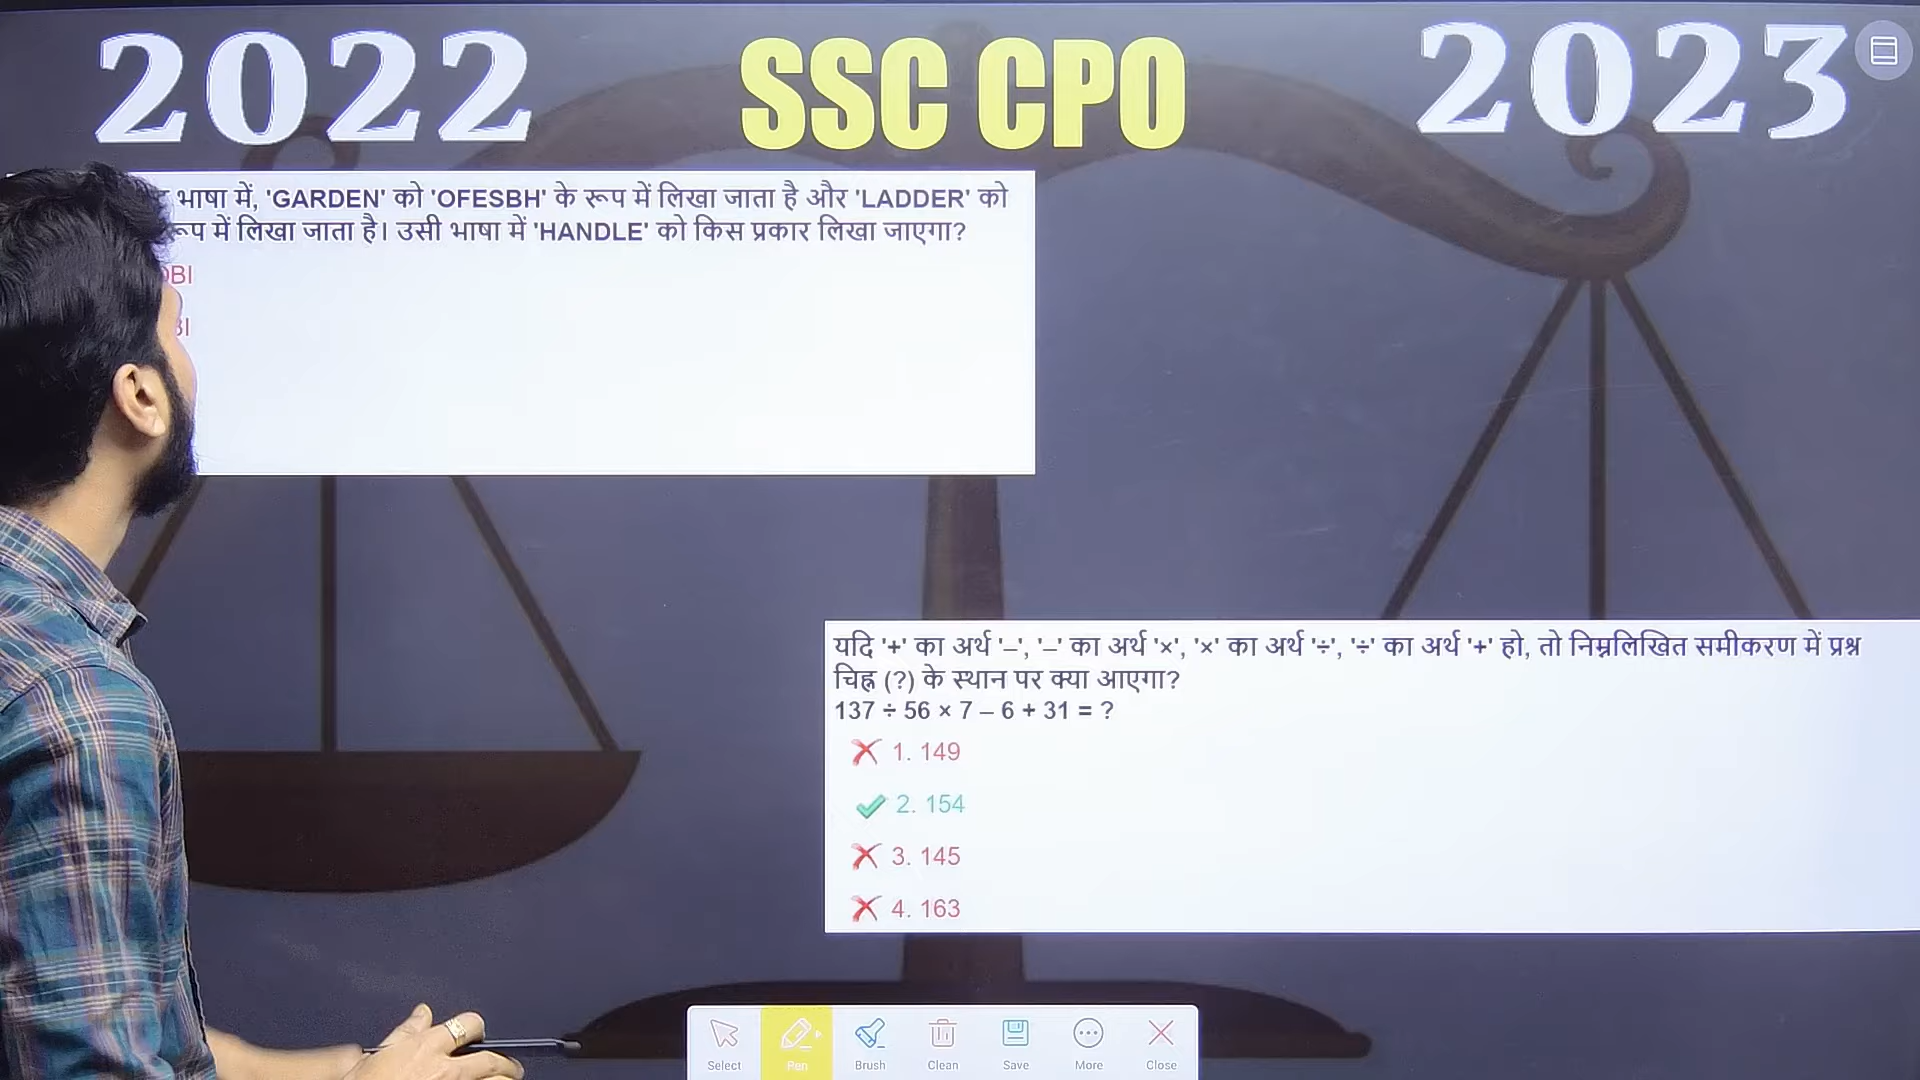 2022
SSC CPO
2023
भाषा में, 'GARDEN' को 'OFESBH' के रूप में लिखा जाता है और 'LADDER' को
रूप में लिखा जाता है। उसी भाषा में 'HANDLE' को किस प्रकार लिखा जाएगा?
यदि '+' का अर्थ '–', '–' का अर्थ '×', '×' का अर्थ '÷', '÷' का अर्थ '+' हो, तो निम्नलिखित समीकरण में प्रश्न
चिह्न (?) के स्थान पर क्या आएगा?
137 ÷ 56 × 7 – 6 + 31 = ?
1. 149
2. 154
3. 145
4. 163
Select Pen Brush Clean Save More Close